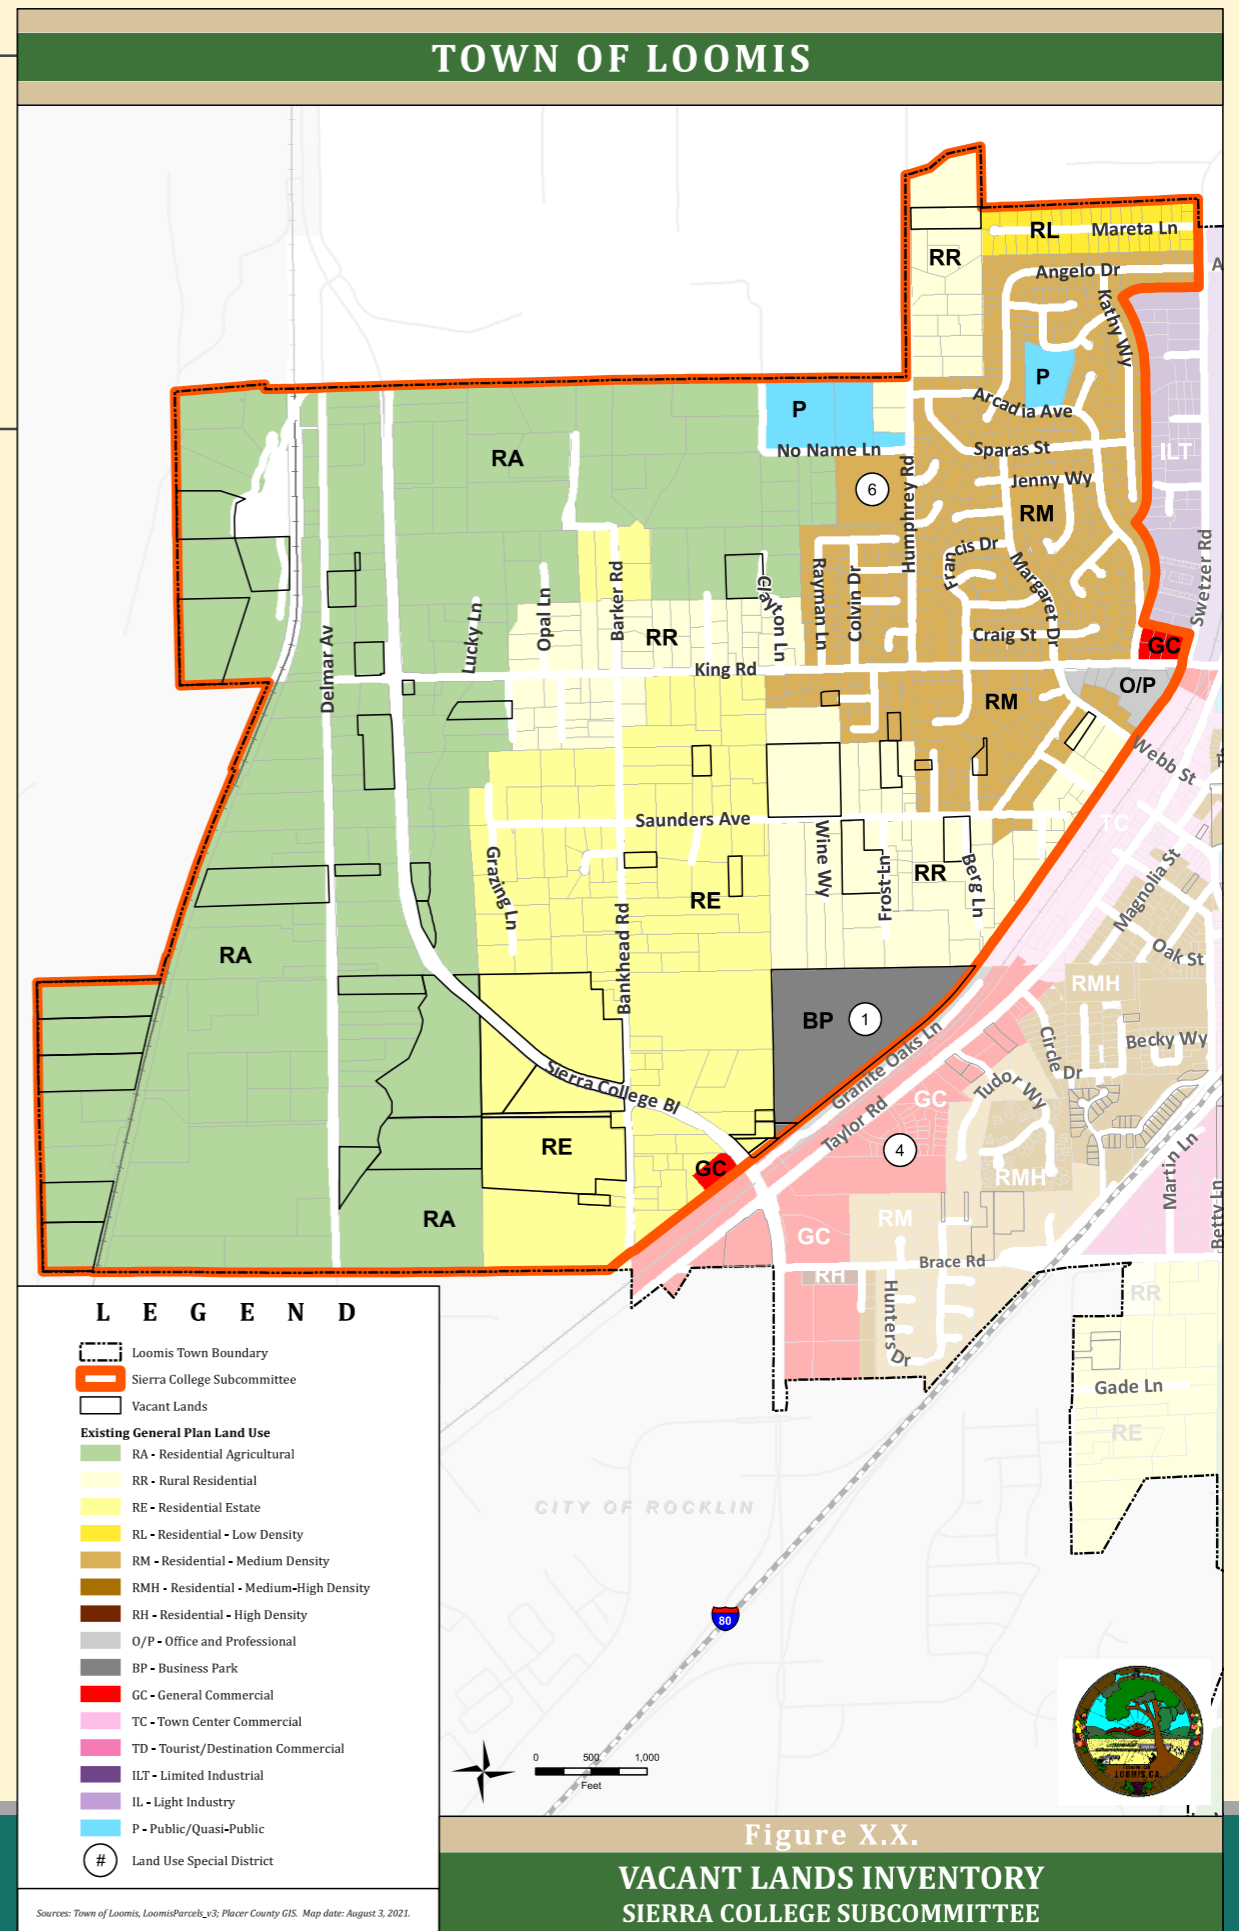 TOWN OF LOOMIS
RL
Mareta Ln
RR
Angelo Dr
A
Kathy Wy
P
Arcadia Ave
P
No Name Ln
Sparas St
ILT
RA
Jenny Wy
6
RM
Humphrey Rd
Francis Dr
Margaret Dr
Swetzer Rd
Clayton Ln
Rayman Ln
Colvin Dr
Barker Rd
Opal Ln
Lucky Ln
Delmar Av
RR
Craig St
GC
King Rd
O/P
RM
Webb St
Saunders Ave
TC
Wine Wy
Frost Ln
RR
Berg Ln
Grazing Ln
RE
Magnolia St
Oak St
RA
Bankhead Rd
RMH
BP
1
Granite Oaks Ln
Circle Dr
Becky Wy
Sierra College Bl
Taylor Rd
GC
Tudor Wy
RE
4
Martin Ln
GC
RMH
Betty Ln
RA
RM
GC
Brace Rd
RH
Hunters Dr
RR
Gade Ln
RE
CITY OF ROCKLIN
80
LEGEND
Loomis Town Boundary
Sierra College Subcommittee
Vacant Lands
Existing General Plan Land Use
RA - Residential Agricultural
RR - Rural Residential
RE - Residential Estate
RL - Residential - Low Density
RM - Residential - Medium Density
RMH - Residential - Medium-High Density
RH - Residential - High Density
O/P - Office and Professional
BP - Business Park
GC - General Commercial
TC - Town Center Commercial
TD - Tourist/Destination Commercial
ILT - Limited Industrial
IL - Light Industry
P - Public/Quasi-Public
# Land Use Special District
Sources: Town of Loomis, LoomisParcels_v3; Placer County GIS. Map date: August 3, 2021.
0 500 1,000
Feet
LOOMIS, CA.
Figure X.X.
VACANT LANDS INVENTORY
SIERRA COLLEGE SUBCOMMITTEE